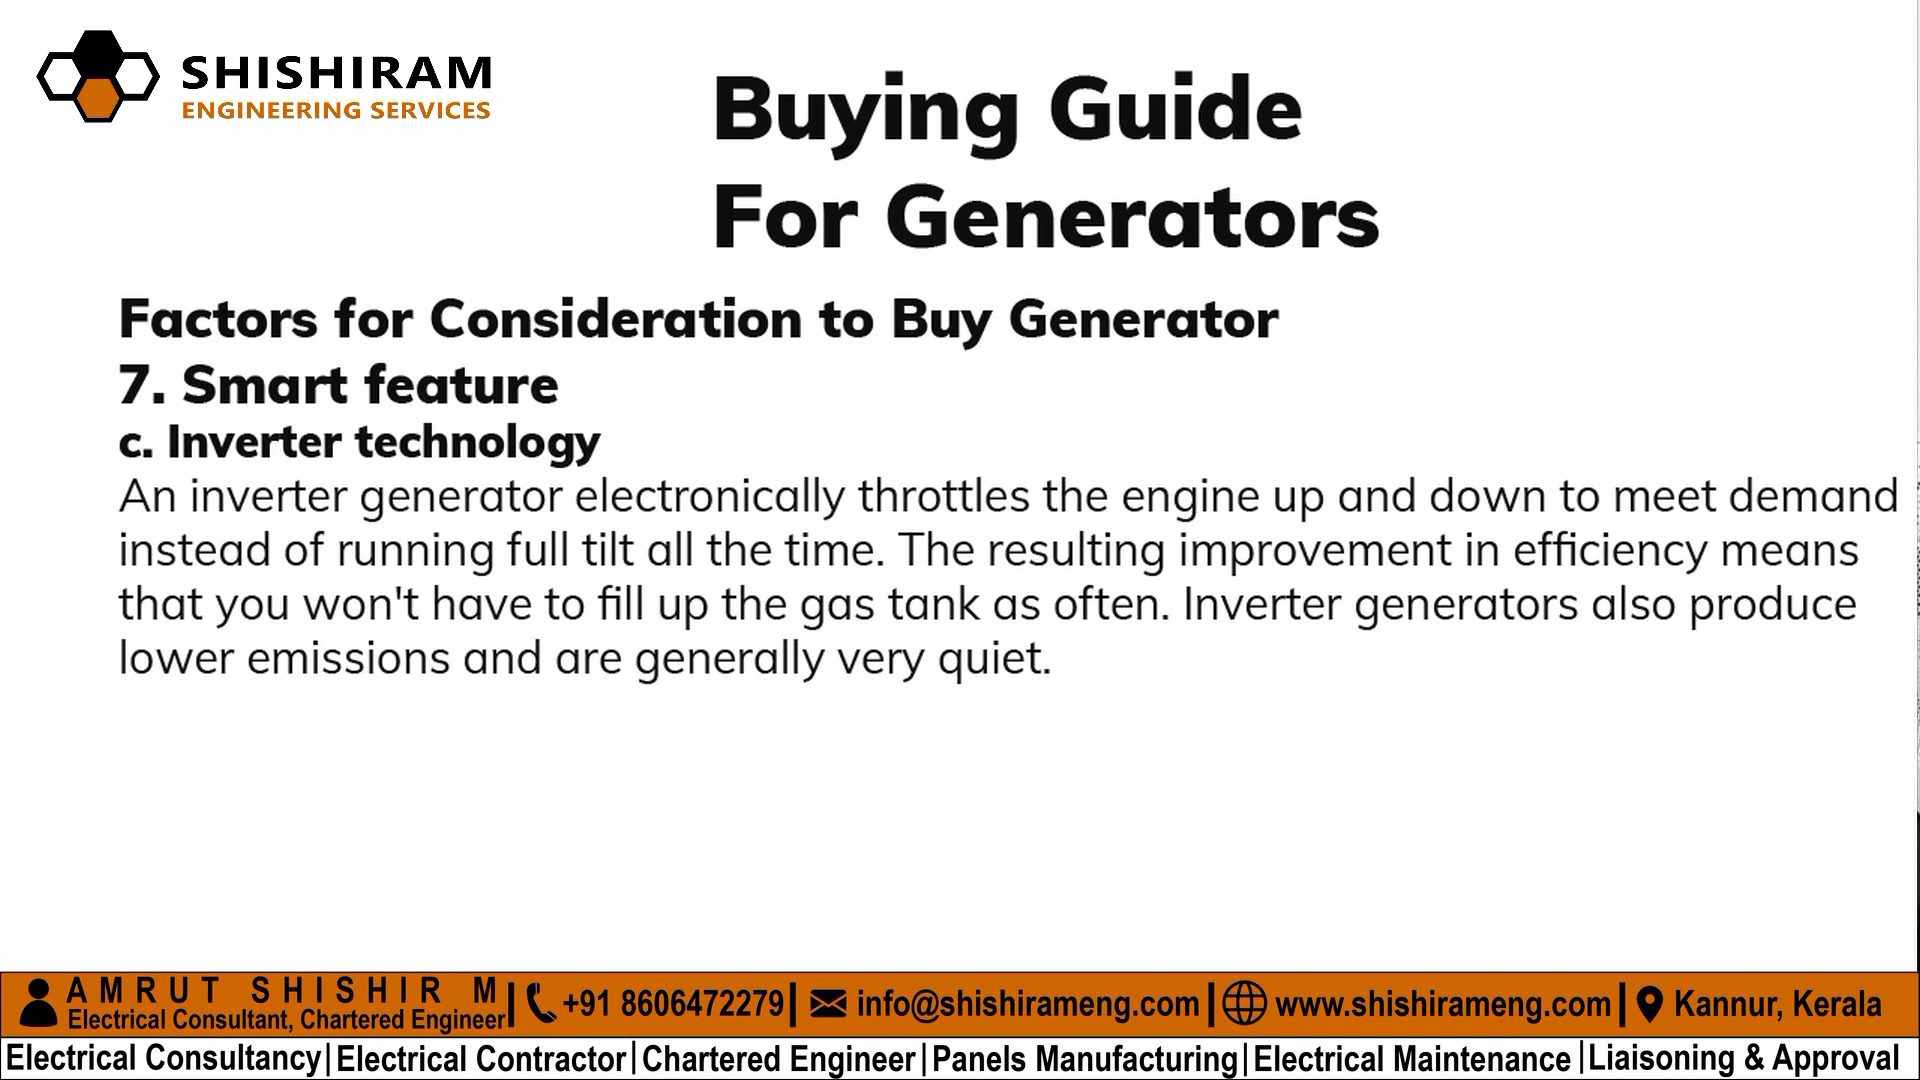 SHISHIRAM
ENGINEERING SERVICES
Buying Guide
For Generators
Factors for Consideration to Buy Generator
7. Smart feature
c. Inverter technology
An inverter generator electronically throttles the engine up and down to meet demand
instead of running full tilt all the time. The resulting improvement in efficiency means
that you won't have to fill up the gas tank as often. Inverter generators also produce
lower emissions and are generally very quiet.
AMRUT SHISHIR M
Electrical Consultant, Chartered Engineer
+91 8606472279
info@shishirameng.com
www.shishirameng.com
Kannur, Kerala
Electrical Consultancy|Electrical Contractor|Chartered Engineer|Panels Manufacturing|Electrical Maintenance|Liaisoning & Approval